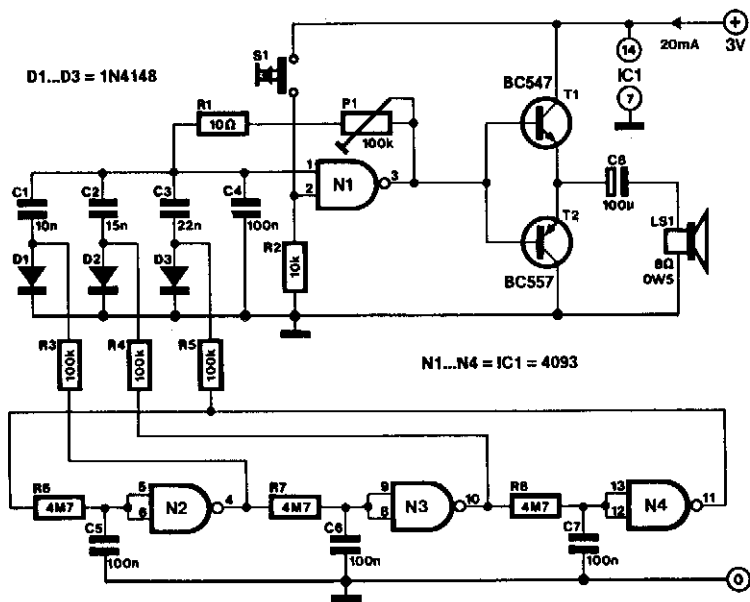 D1...D3 = 1N4148
S1
R1
10Ω
P1
100k
1
2
N1
3
BC547
T1
T2
BC557
14
IC1
7
20mA
+
3V
C1
10n
C2
15n
C3
22n
C4
100n
D1
D2
D3
R2
10k
C8
100µ
LS1
8Ω
0W5
R3
100k
R4
100k
R5
100k
N1...N4 = IC1 = 4093
R6
4M7
C5
100n
5
6
N2
4
R7
4M7
C6
100n
9
8
N3
10
R8
4M7
C7
100n
13
12
N4
11
0